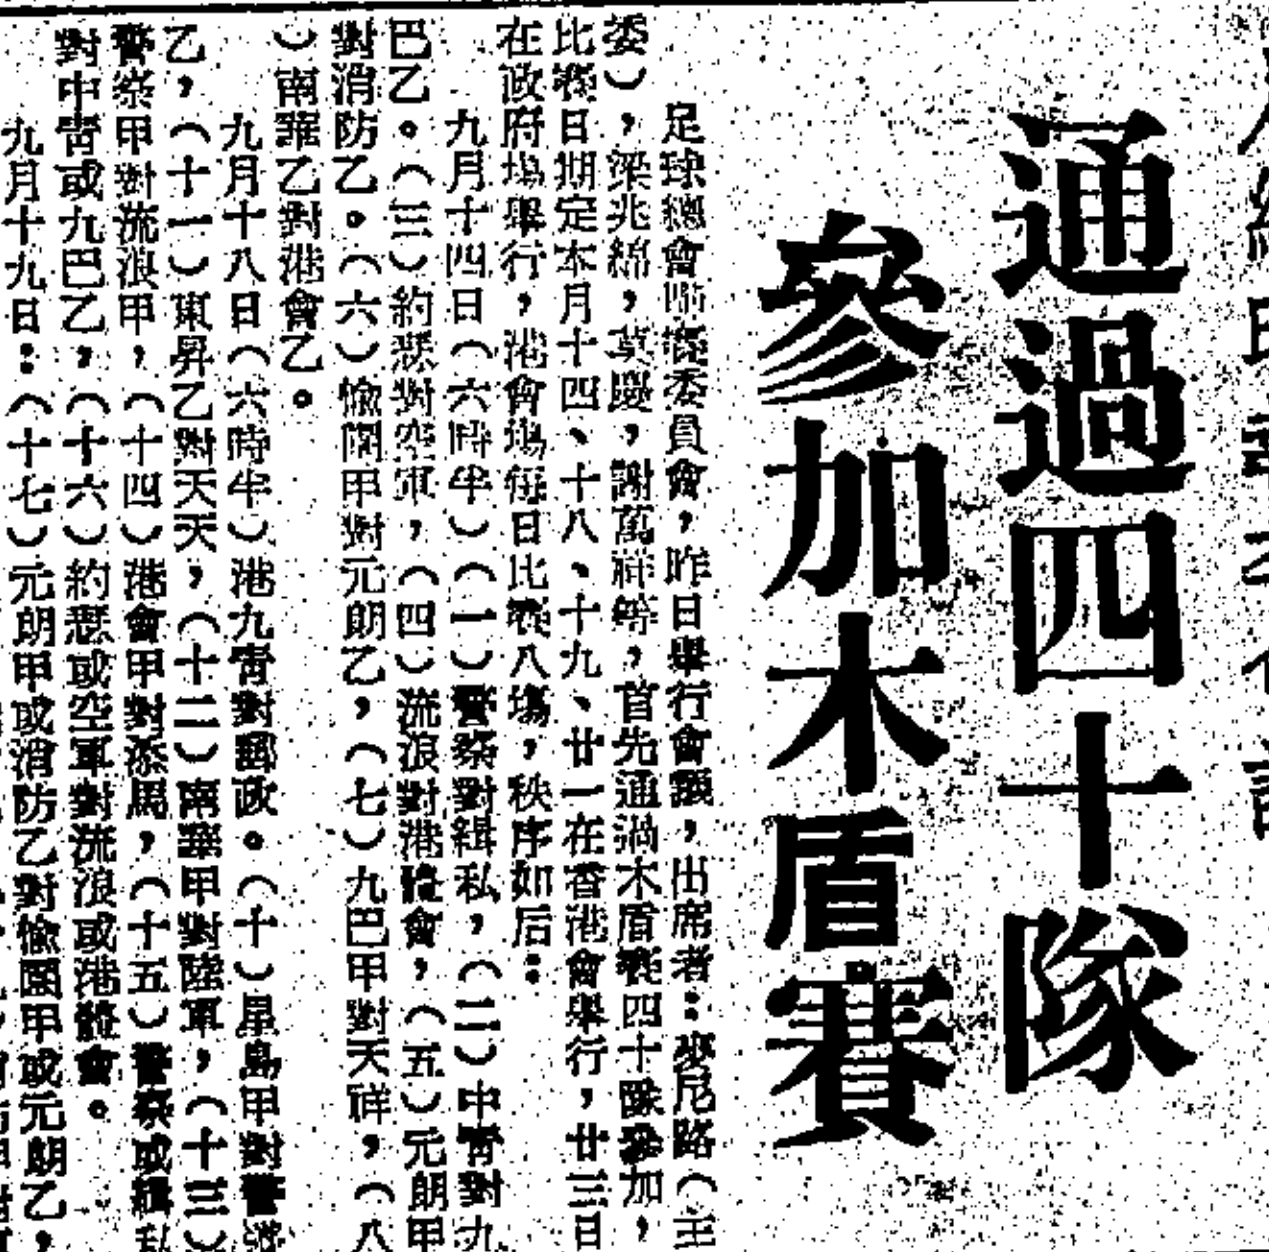 通過四十隊
參加木盾賽
足球總會 委員會，昨日舉行會議，出席者：麥尼路（主
委），梁兆綿，莫慶，謝萬祥等，首先通過木盾賽四十隊參加，
比賽日期定本月十四、十八、十九、廿一在香港會舉行，廿三日
在政府塲舉行，港會塲每日比賽八塲，秩序如后：
九月十四日（六時半）（一）警察對緝私，（二）中靑對九
巴乙。（三）約瑟對空軍，（四）流浪對港 會，（五）元朗甲
對消防乙。（六）愉園甲對元朗乙，（七）九巴甲對天祥，（八
）南華乙對港會乙。
九月十八日（六時半）港九靑對郵政。（十）星島甲對警察
乙，（十一）東昇乙對天天，（十二）南華甲對陸軍，（十三）
警察甲對流浪甲，（十四）港會甲對添馬，（十五）警察或緝私
對中靑或九巴乙，（十六）約瑟或空軍對流浪或港 會。
九月十九日：（十七）元朗甲或消防乙對愉園甲或元朗乙，